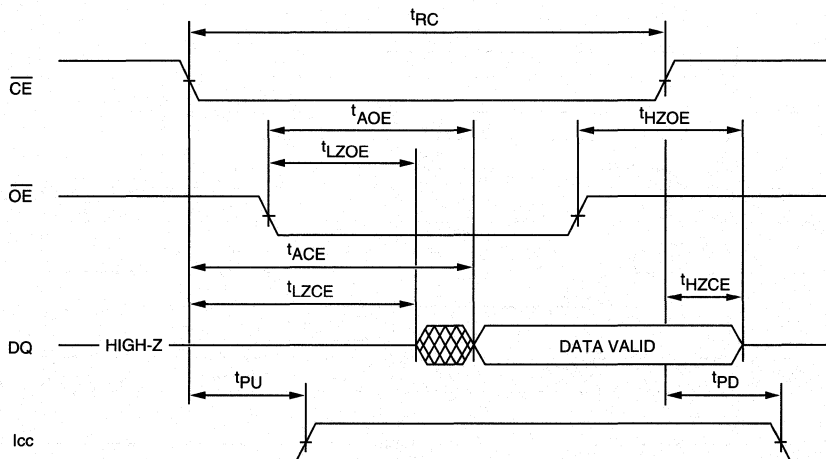 tRC
CE
tAOE
tHZOE
tLZOE
OE
tACE
tHZCE
tLZCE
DQ
HIGH-Z
DATA VALID
tPU
tPD
Icc